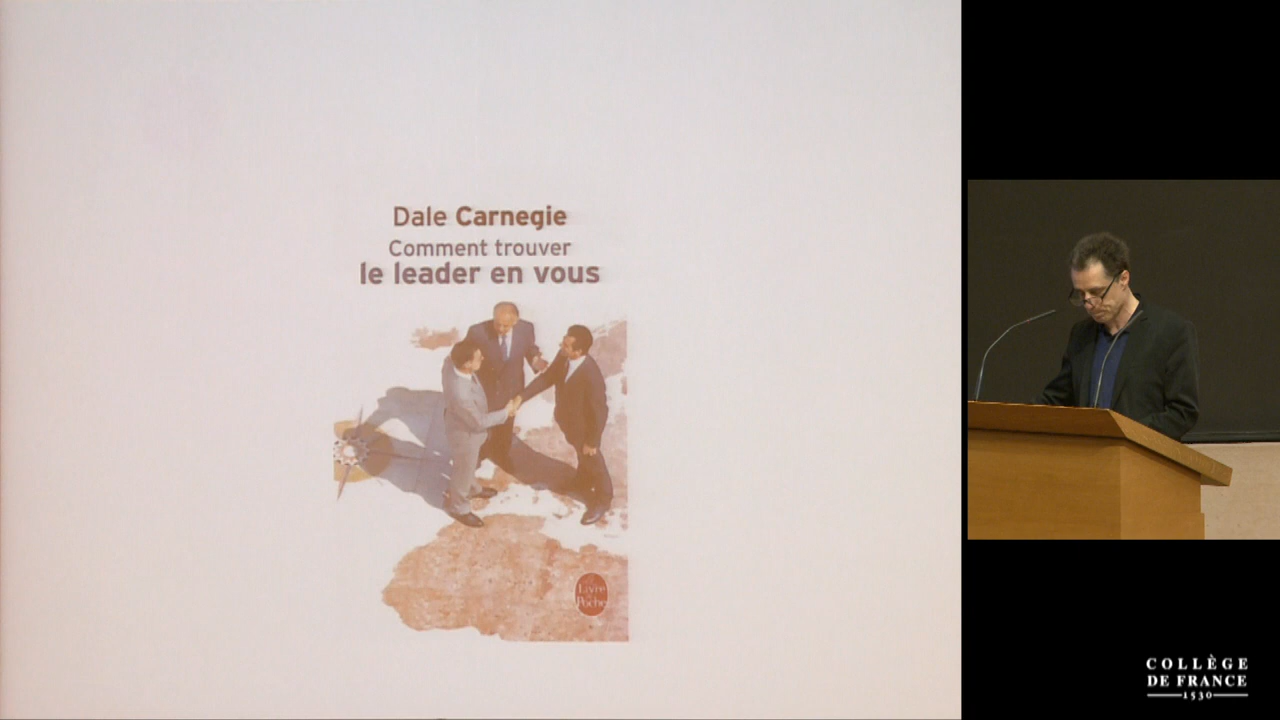 Dale Carnegie
Comment trouver
le leader en vous
Le Livre
de Poche
COLLÈGE
DE FRANCE
1530